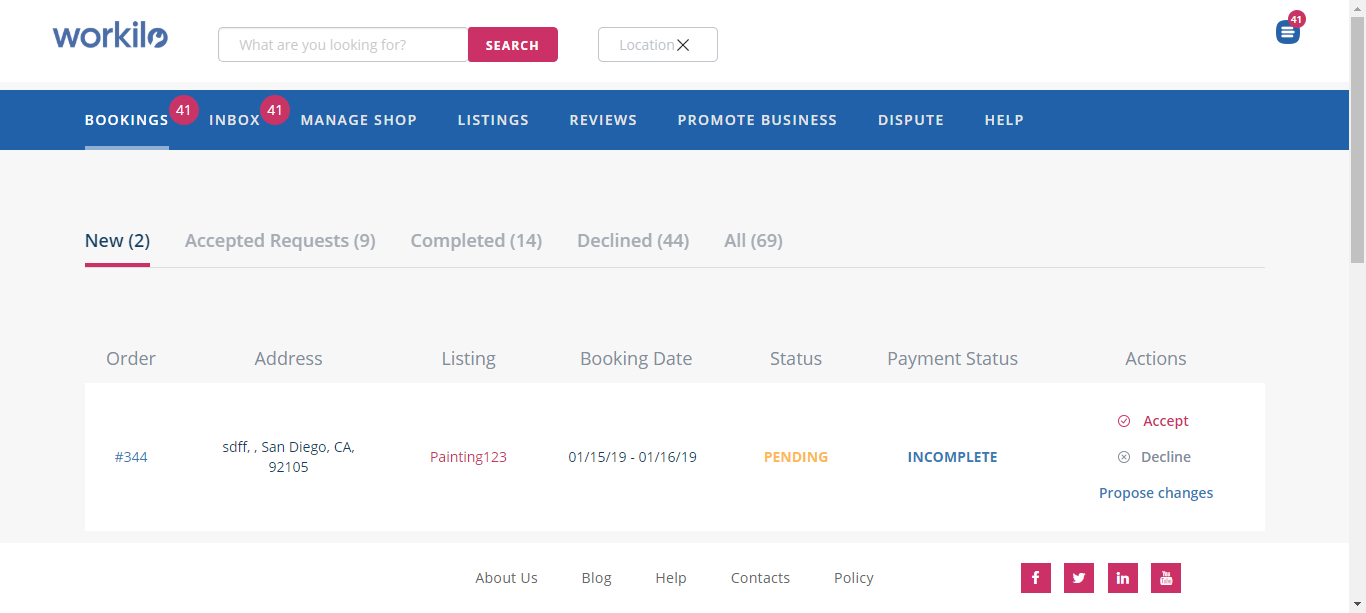 workilo
What are you looking for?
SEARCH
Location
41
BOOKINGS 41 INBOX 41 MANAGE SHOP LISTINGS REVIEWS PROMOTE BUSINESS DISPUTE HELP
New (2) Accepted Requests (9) Completed (14) Declined (44) All (69)
Order Address Listing Booking Date Status Payment Status Actions
#344
sdff, , San Diego, CA,
92105
Painting123
01/15/19 - 01/16/19
PENDING
INCOMPLETE
Accept
Decline
Propose changes
About Us Blog Help Contacts Policy
f
in
You Tube